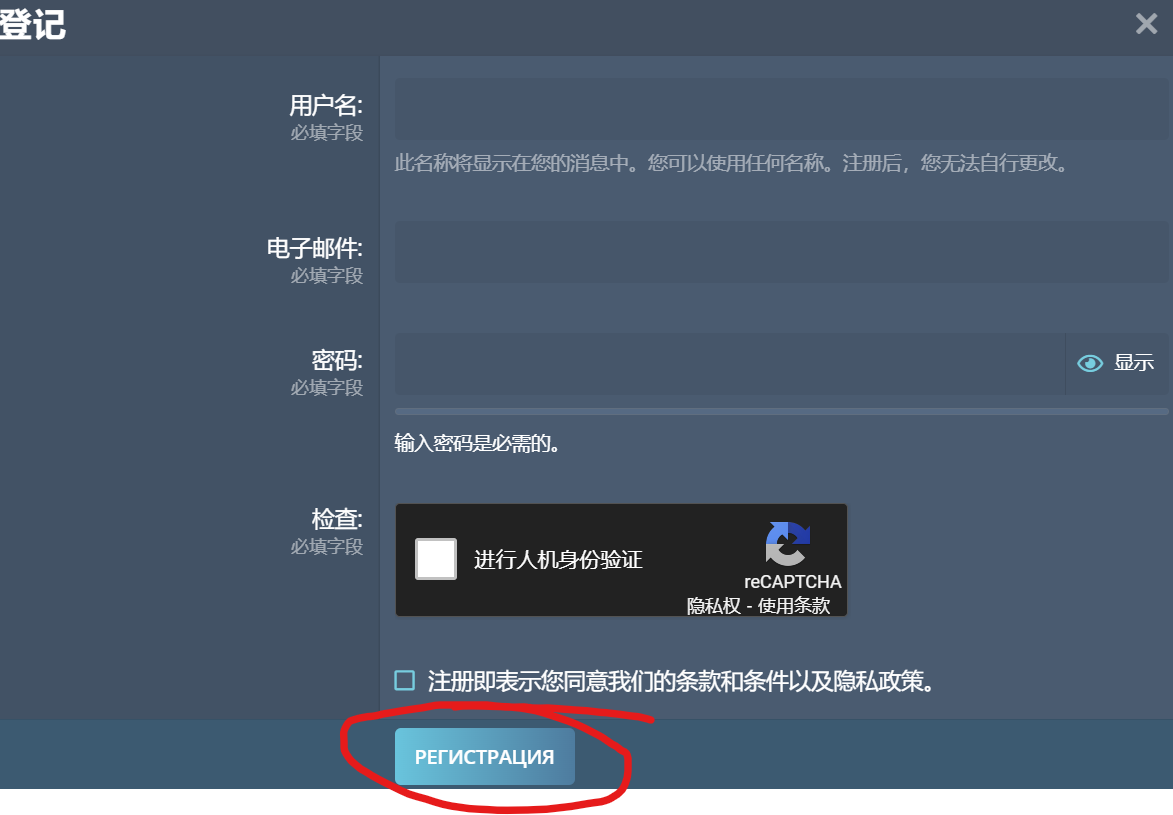 登记
用户名:
必填字段
此名称将显示在您的消息中。您可以使用任何名称。注册后，您无法自行更改。
电子邮件:
必填字段
密码:
必填字段
显示
输入密码是必需的。
检查:
必填字段
进行人机身份验证
reCAPTCHA
隐私权 - 使用条款
注册即表示您同意我们的条款和条件以及隐私政策。
РЕГИСТРАЦИЯ